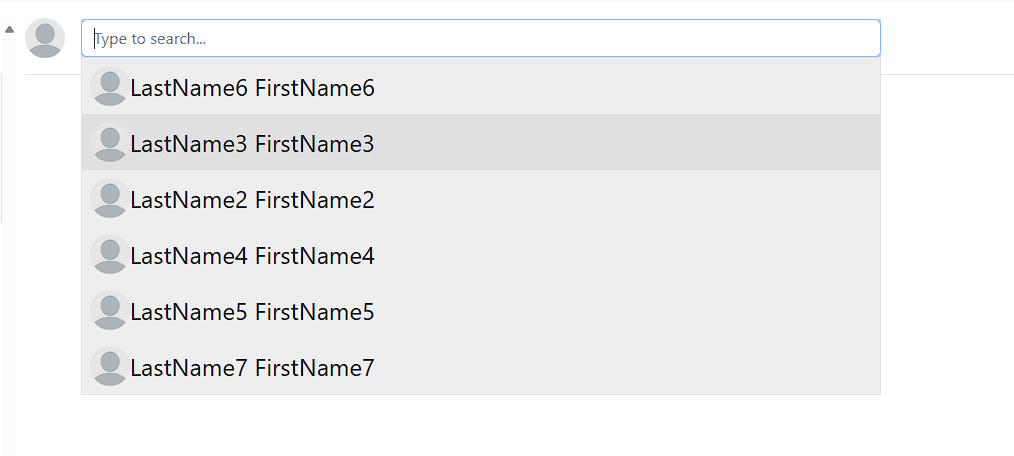 Type to search...
LastName6 FirstName6
LastName3 FirstName3
LastName2 FirstName2
LastName4 FirstName4
LastName5 FirstName5
LastName7 FirstName7